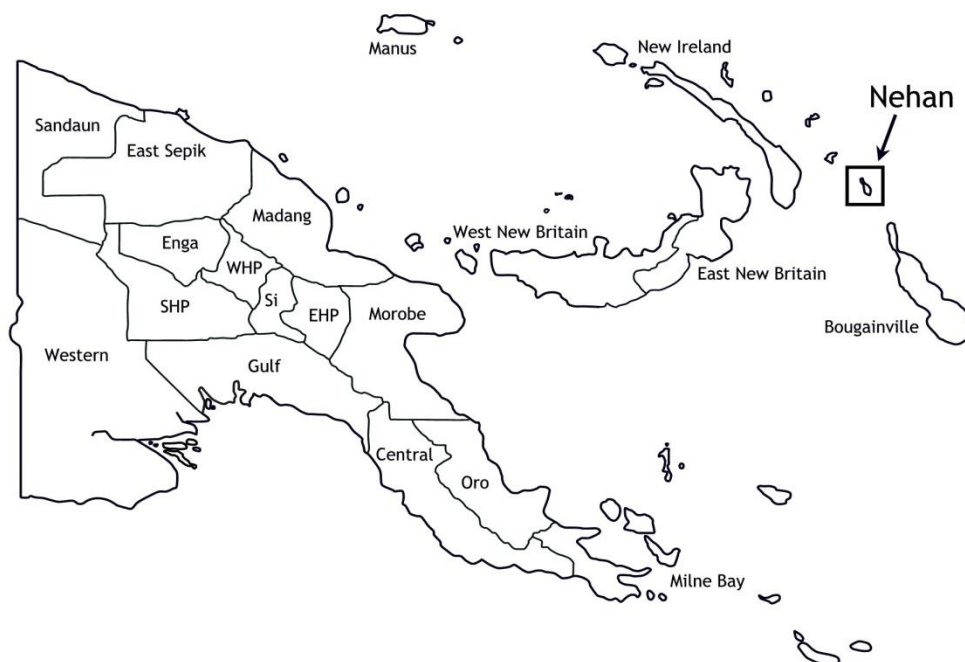 Manus
New Ireland
Nehan
Sandaun
East Sepik
Madang
West New Britain
Enga
WHP
East New Britain
SHP
Si
EHP
Morobe
Bougainville
Western
Gulf
Central
Oro
Milne Bay